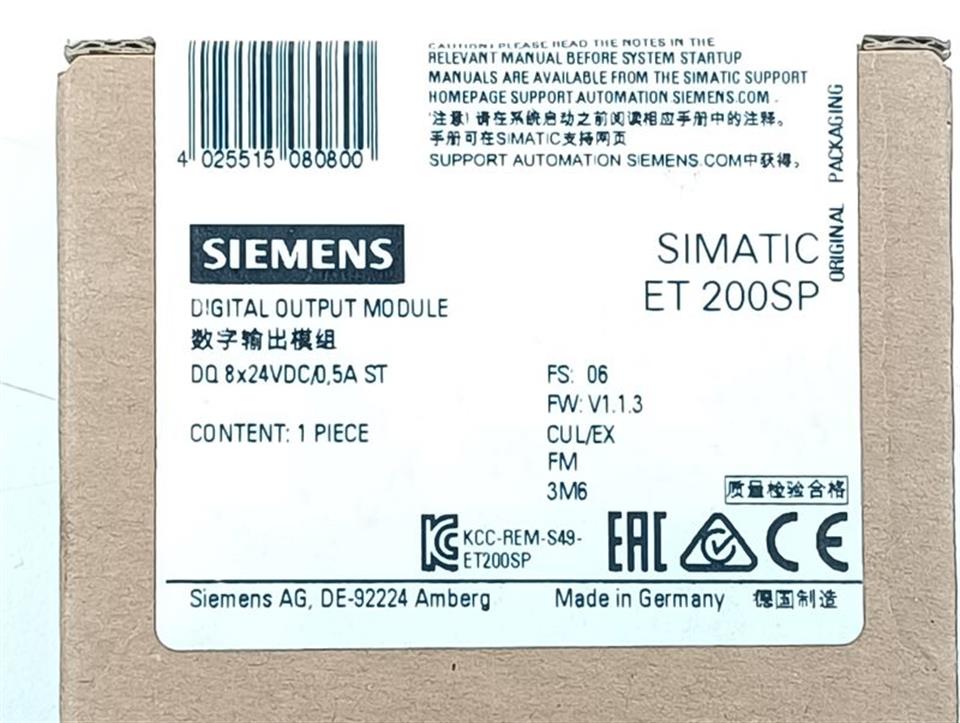 4 025515 080800
CAUTION! PLEASE READ THE NOTES IN THE
RELEVANT MANUAL BEFORE SYSTEM STARTUP
MANUALS ARE AVAILABLE FROM THE SIMATIC SUPPORT
HOMEPAGE SUPPORT AUTOMATION SIEMENS.COM.
'注意! 请在系统启动之前阅读相应手册中的注释。
手册可在SIMATIC支持网页
SUPPORT AUTOMATION SIEMENS.COM中获得。
ORIGINAL PACKAGING
SIEMENS
SIMATIC
ET 200SP
DIGITAL OUTPUT MODULE
数字输出模组
DQ 8x24VDC/0,5A ST
CONTENT: 1 PIECE
FS: 06
FW: V1.1.3
CUL/EX
FM
3M6
质量检验合格
KCC-REM-S49-
ET200SP
EAC
CE
Siemens AG, DE-92224 Amberg
Made in Germany 德国制造